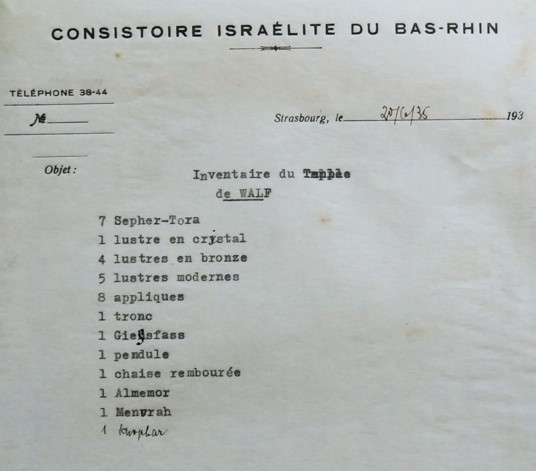 CONSISTOIRE ISRAÉLITE DU BAS-RHIN
TÉLÉPHONE 38-44
№
Strasbourg, le 193
Objet :
Inventaire du Temple
de WALF
7 Sepher-Tora
1 lustre en crystal
4 lustres en bronze
5 lustres modernes
8 appliques
1 tronc
1 Giessfass
1 pendule
1 chaise rembourée
1 Almemor
1 Menorah
1